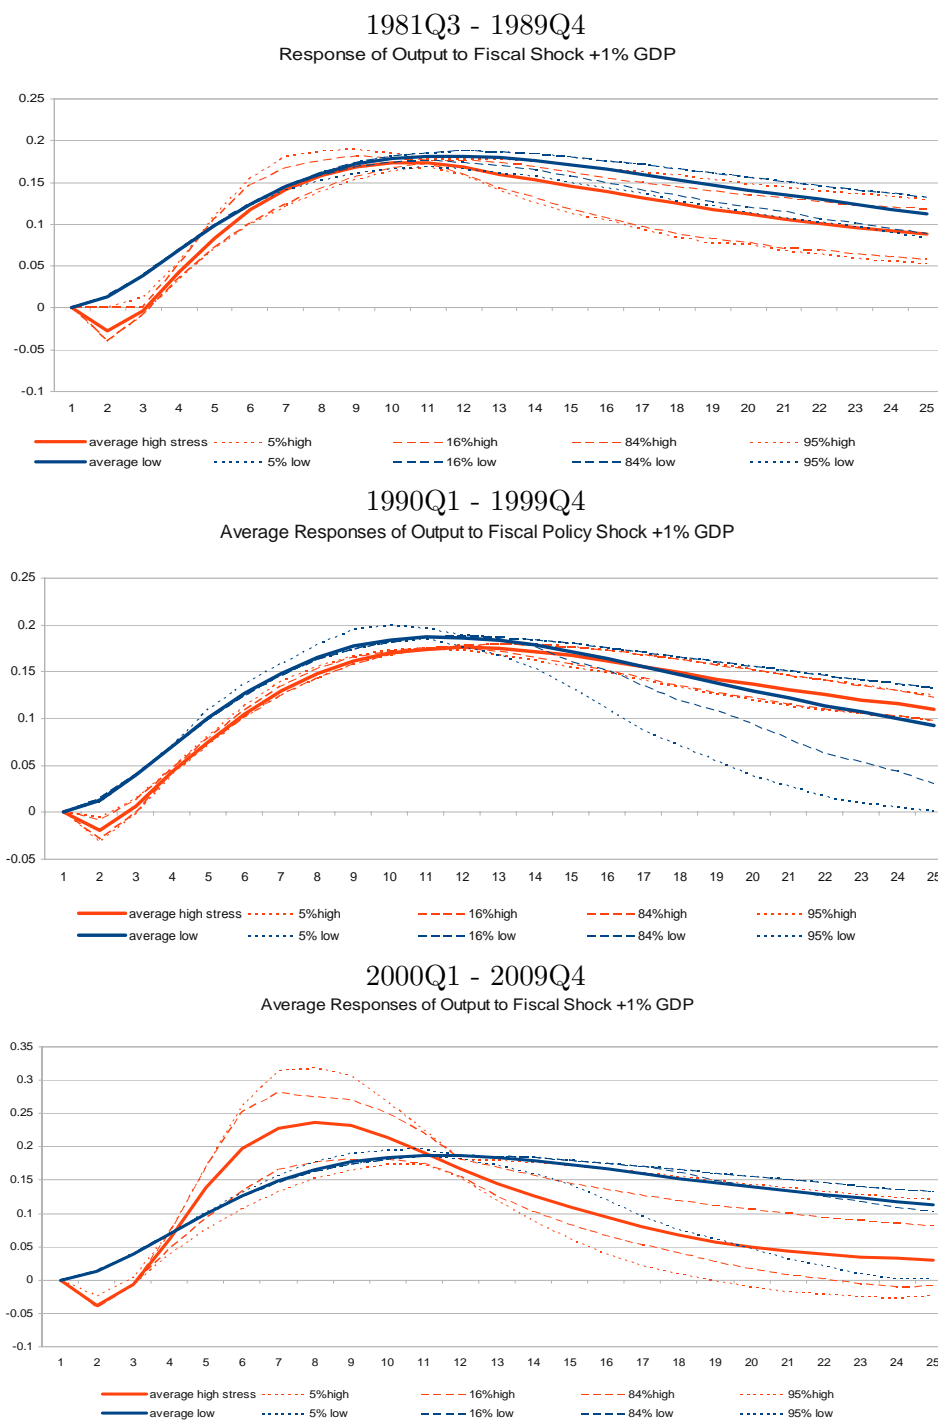 1981Q3 - 1989Q4
Response of Output to Fiscal Shock +1% GDP
0.25
0.2
0.15
0.1
0.05
0
-0.05
-0.1
1 2 3 4 5 6 7 8 9 10 11 12 13 14 15 16 17 18 19 20 21 22 23 24 25
average high stress 5%high 16%high 84%high 95%high
average low 5% low 16% low 84% low 95% low
1990Q1 - 1999Q4
Average Responses of Output to Fiscal Policy Shock +1% GDP
0.25
0.2
0.15
0.1
0.05
0
-0.05
1 2 3 4 5 6 7 8 9 10 11 12 13 14 15 16 17 18 19 20 21 22 23 24 25
average high stress 5%high 16%high 84%high 95%high
average low 5% low 16% low 84% low 95% low
2000Q1 - 2009Q4
Average Responses of Output to Fiscal Shock +1% GDP
0.35
0.3
0.25
0.2
0.15
0.1
0.05
0
-0.05
-0.1
1 2 3 4 5 6 7 8 9 10 11 12 13 14 15 16 17 18 19 20 21 22 23 24 25
average high stress 5%high 16%high 84%high 95%high
average low 5% low 16% low 84% low 95% low